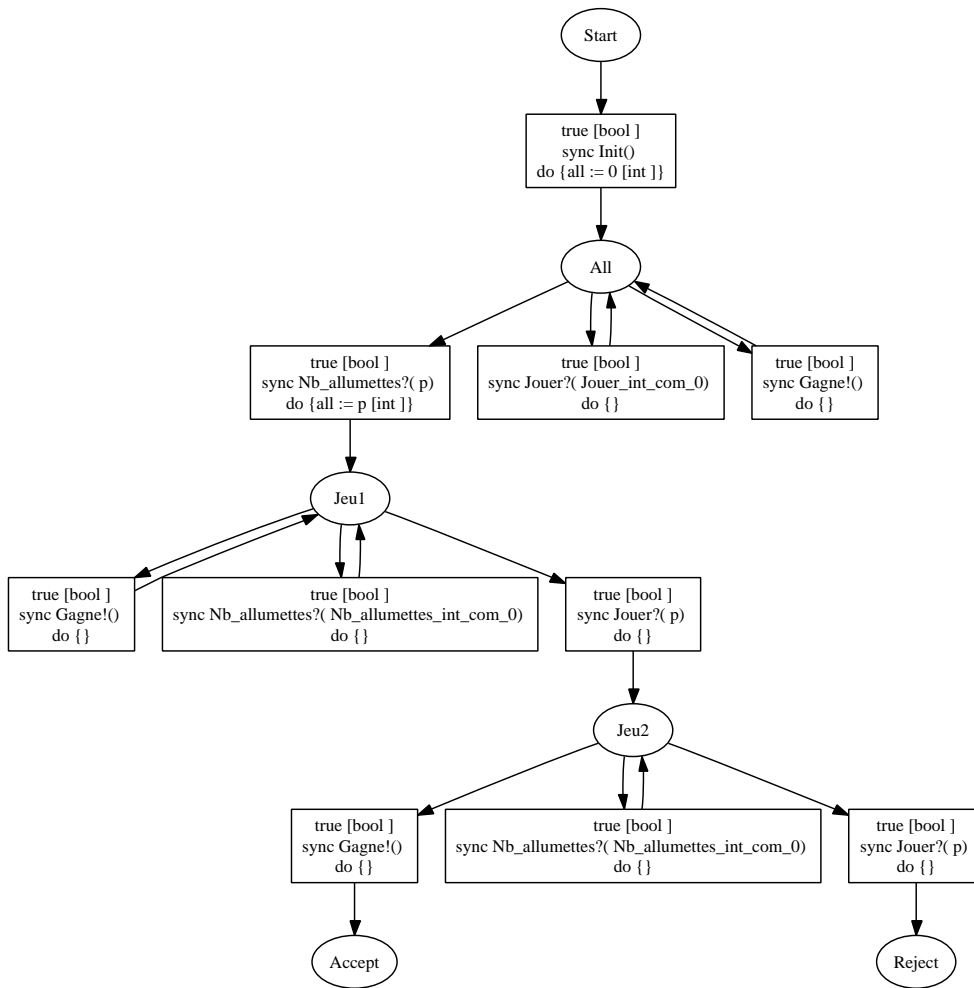 Start
true [bool ]
sync Init()
do {all := 0 [int ]}
All
true [bool ]
sync Nb_allumettes?( p)
do {all := p [int ]}
true [bool ]
sync Jouer?( Jouer_int_com_0)
do {}
true [bool ]
sync Gagne!()
do {}
Jeu1
true [bool ]
sync Gagne!()
do {}
true [bool ]
sync Nb_allumettes?( Nb_allumettes_int_com_0)
do {}
true [bool ]
sync Jouer?( p)
do {}
Jeu2
true [bool ]
sync Gagne!()
do {}
true [bool ]
sync Nb_allumettes?( Nb_allumettes_int_com_0)
do {}
true [bool ]
sync Jouer?( p)
do {}
Accept
Reject